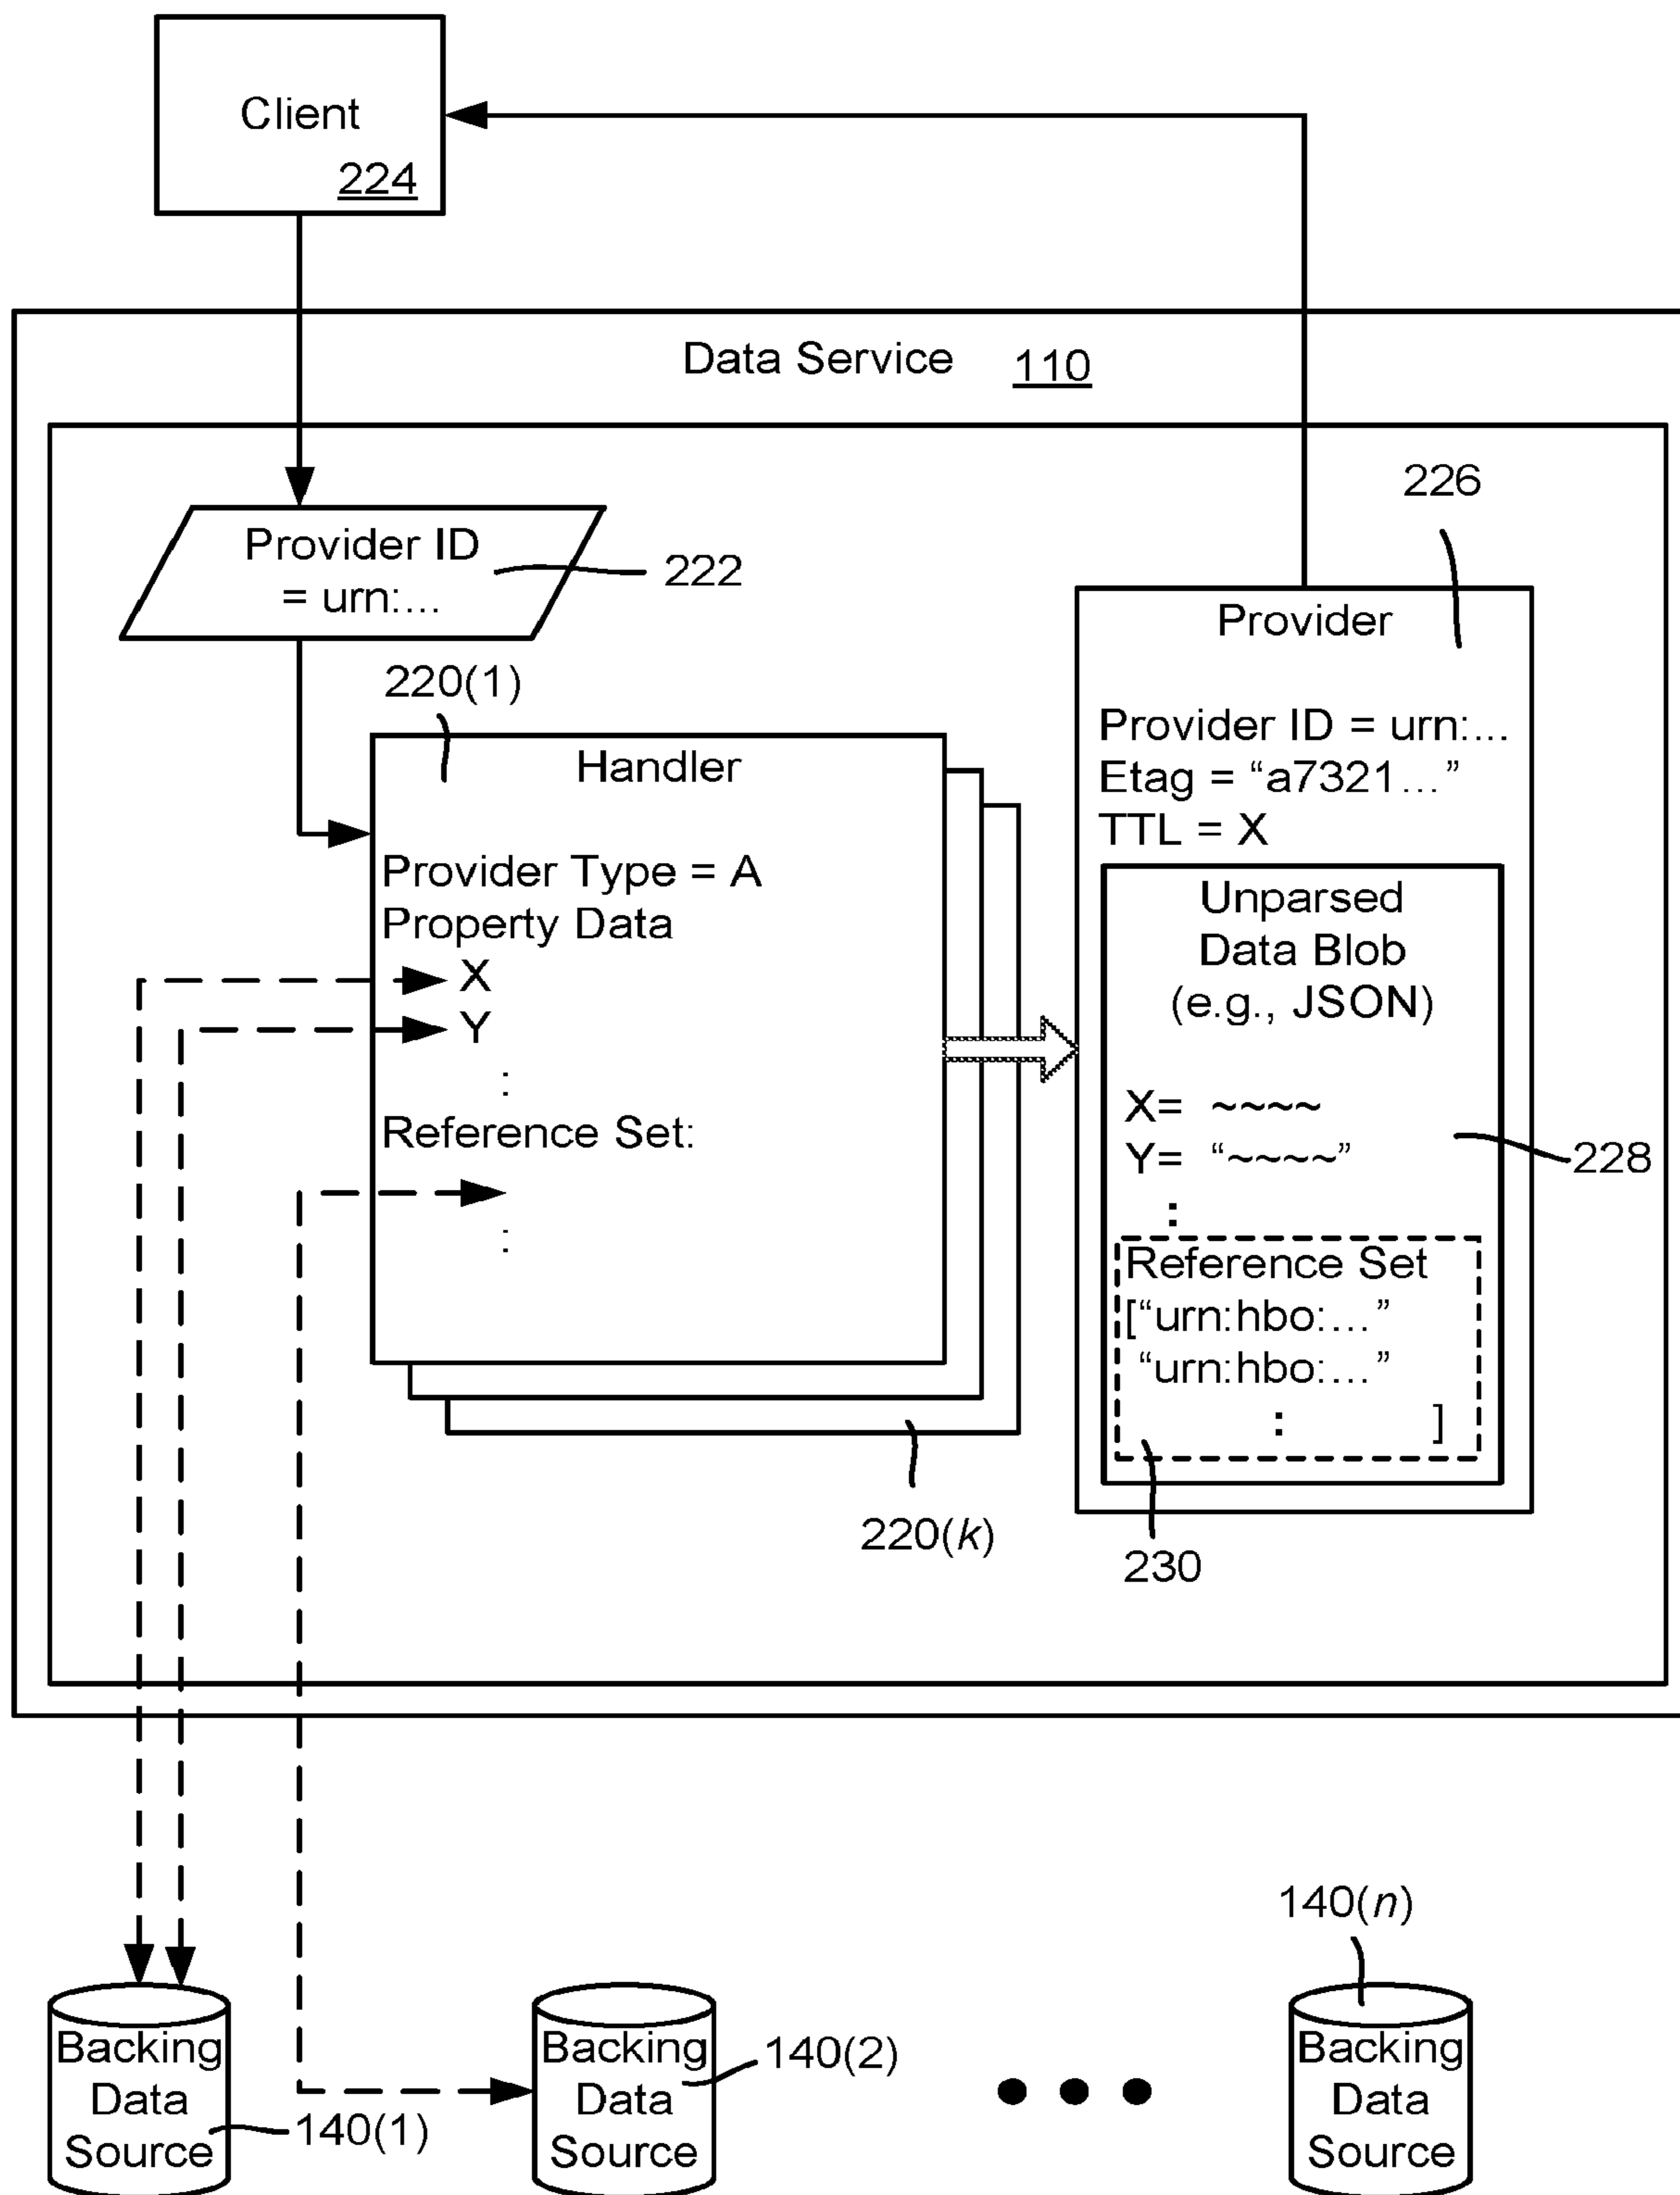 Client
224
Data Service 110
226
Provider ID
= urn:...
222
220(1)
Handler
Provider Type = A
Property Data
X
Y
:
Reference Set:
:
220(k)
Provider
Provider ID = urn:...
Etag = “a7321...”
TTL = X
Unparsed
Data Blob
(e.g., JSON)
X= ~~~~
Y= “~~~~”
:
228
Reference Set
[“urn:hbo:...”
“urn:hbo:...”
: ]
230
Backing
Data
Source
140(1)
Backing
Data
Source
140(2)
140(n)
Backing
Data
Source